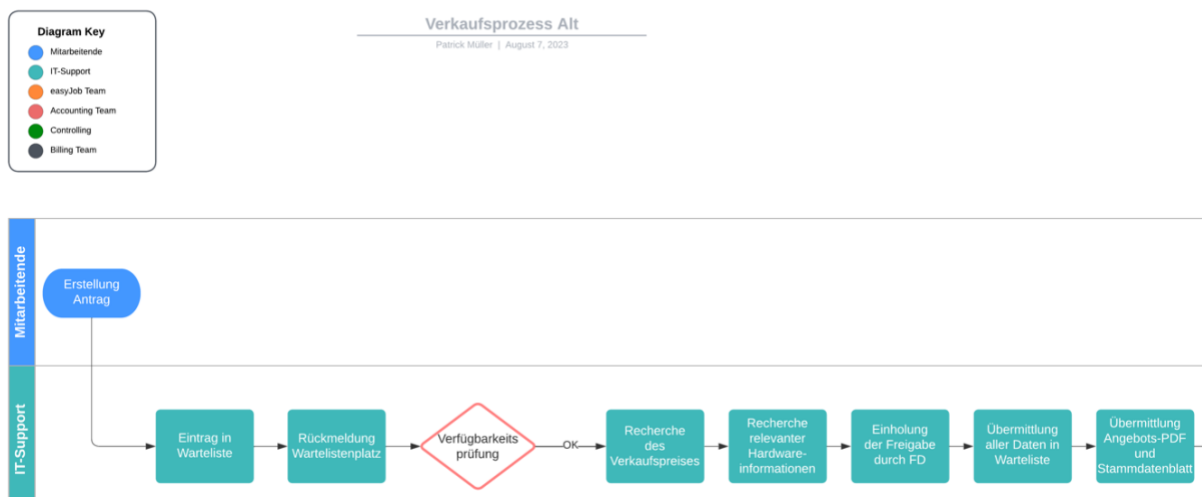 Diagram Key
Mitarbeitende
IT-Support
easyJob Team
Accounting Team
Controlling
Billing Team
Verkaufsprozess Alt
Patrick Müller | August 7, 2023
Mitarbeitende
Erstellung
Antrag
IT-Support
Eintrag in
Warteliste
Rückmeldung
Wartelistenplatz
Verfügbarkeits
prüfung
OK
Recherche
des
Verkaufspreises
Recherche
relevanter
Hardware-
informationen
Einholung
der Freigabe
durch FD
Übermittlung
aller Daten in
Warteliste
Übermittlung
Angebots-PDF
und
Stammdatenblatt